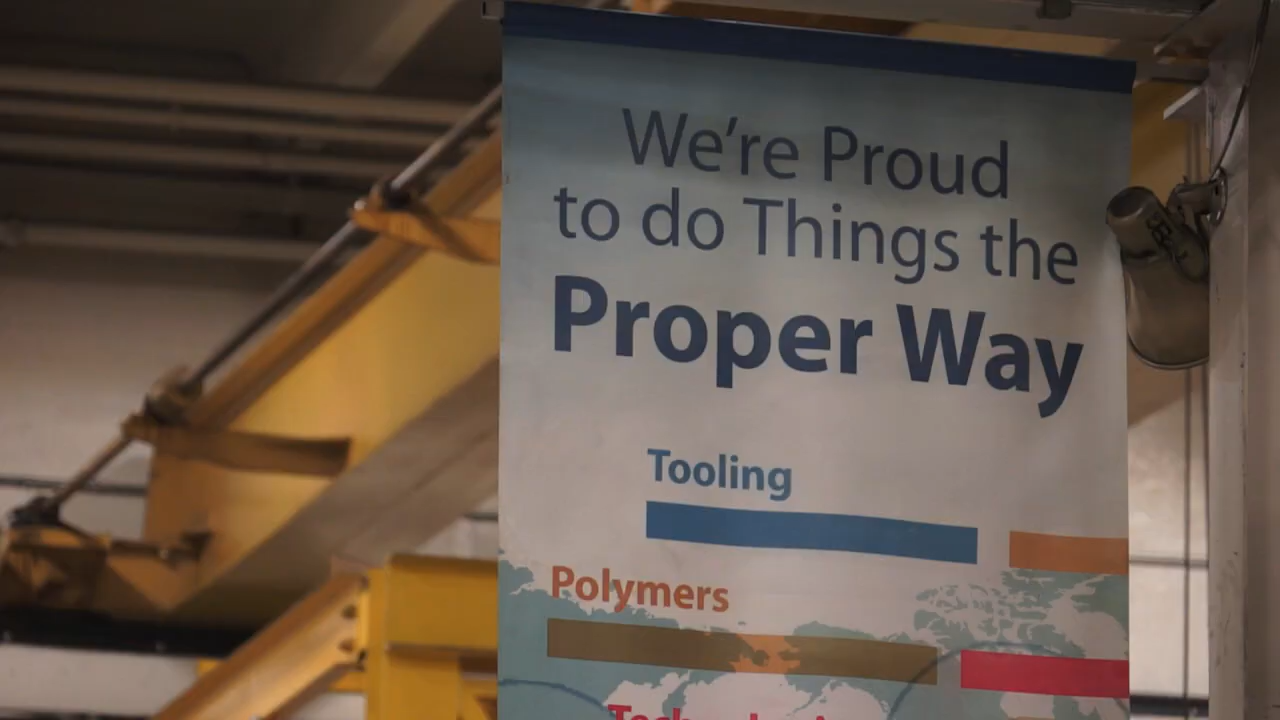 We're Proud
to do Things the
Proper Way
Tooling
Polymers